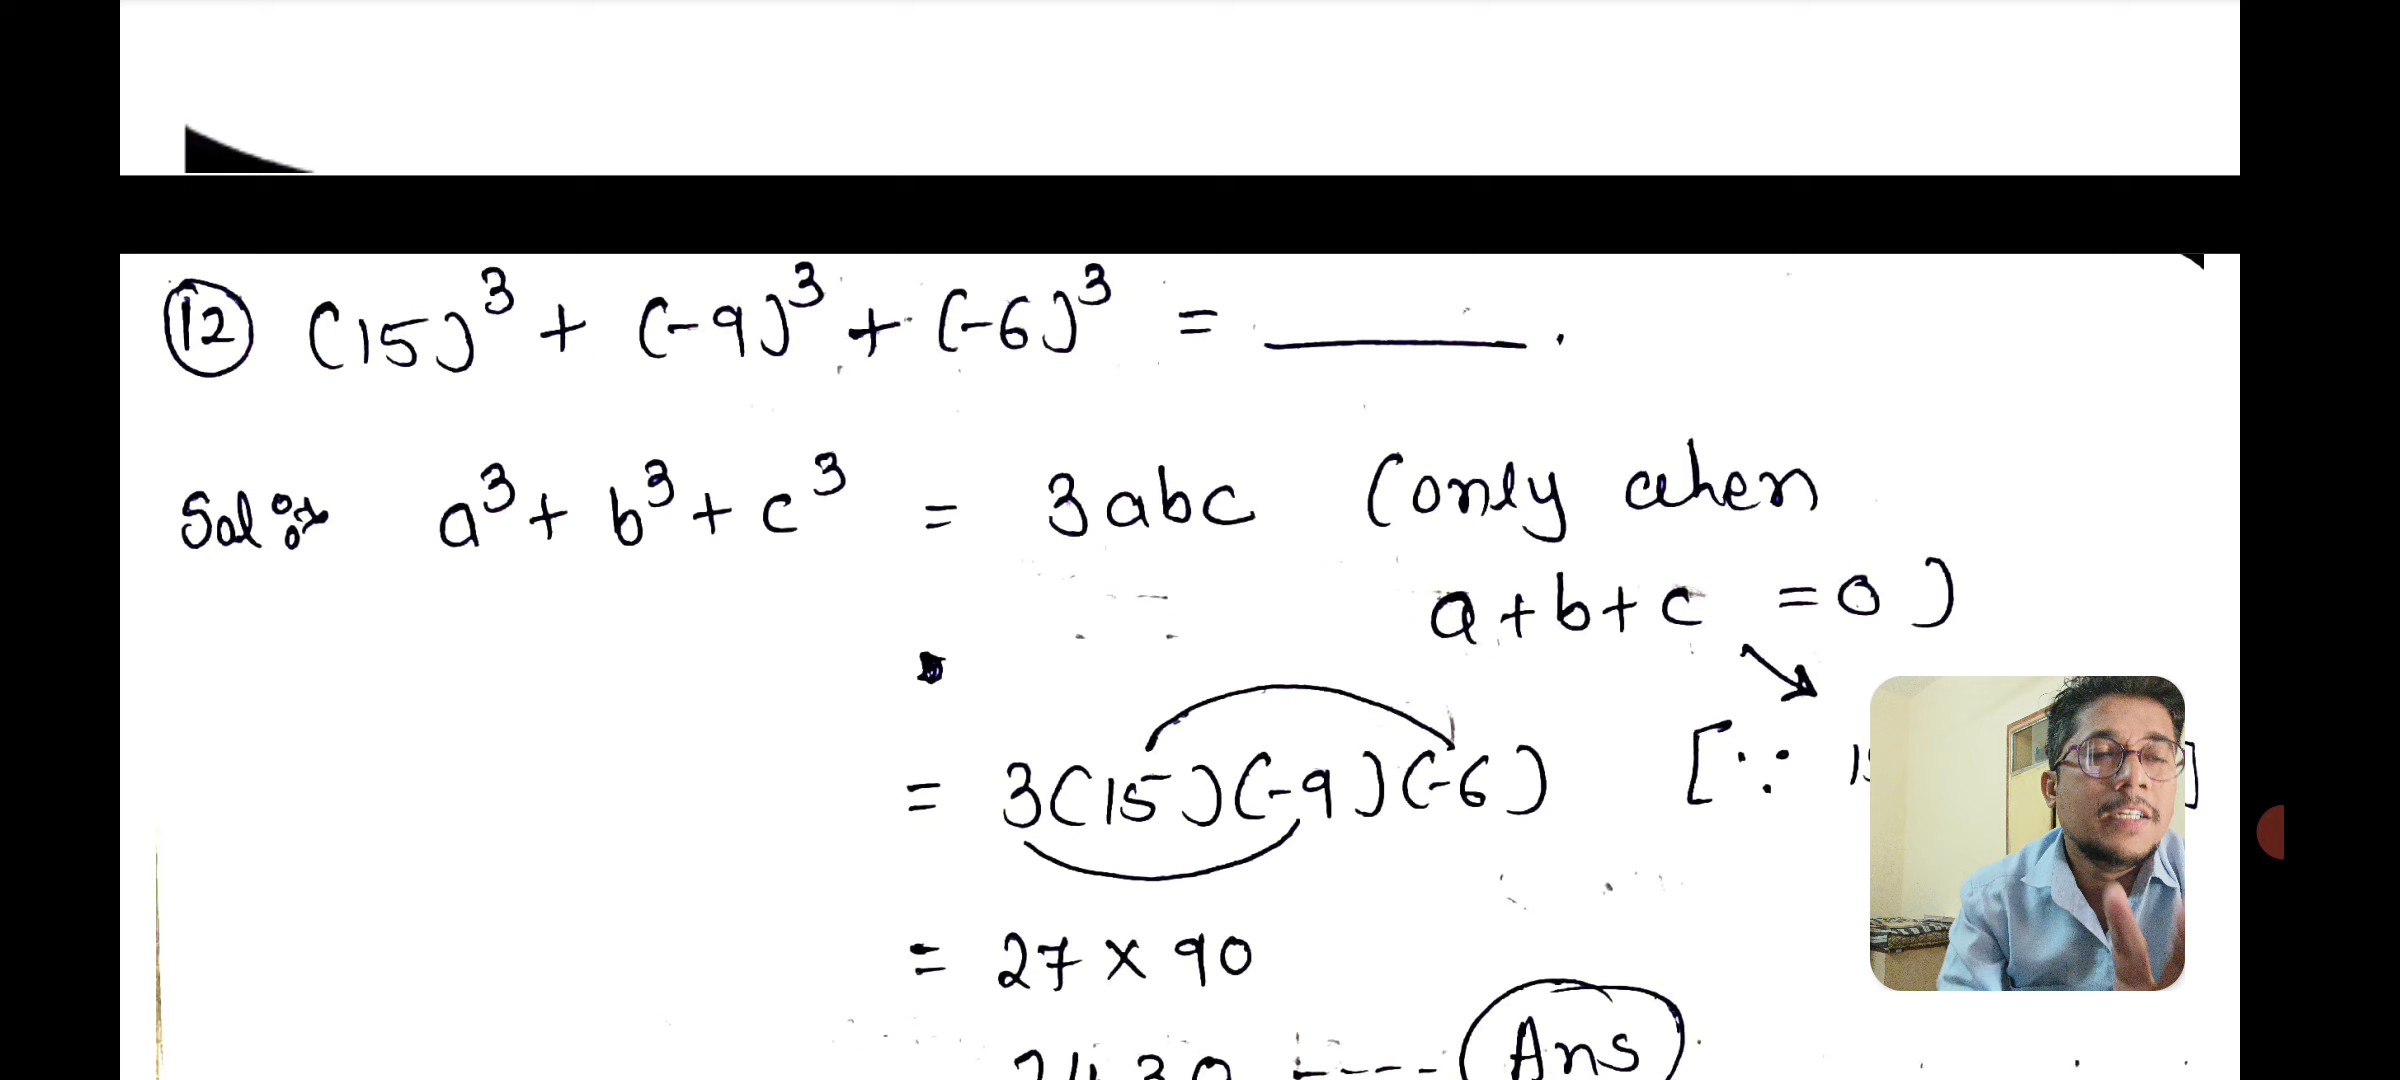 12 (15)³ + (-9)³ + (-6)³ = ______ .
Sol:- a³ + b³ + c³ = 3abc (only when
a + b + c = 0)
= 3(15)(-9)(-6) [∵ ]
= 27 × 90
2430 ---- Ans